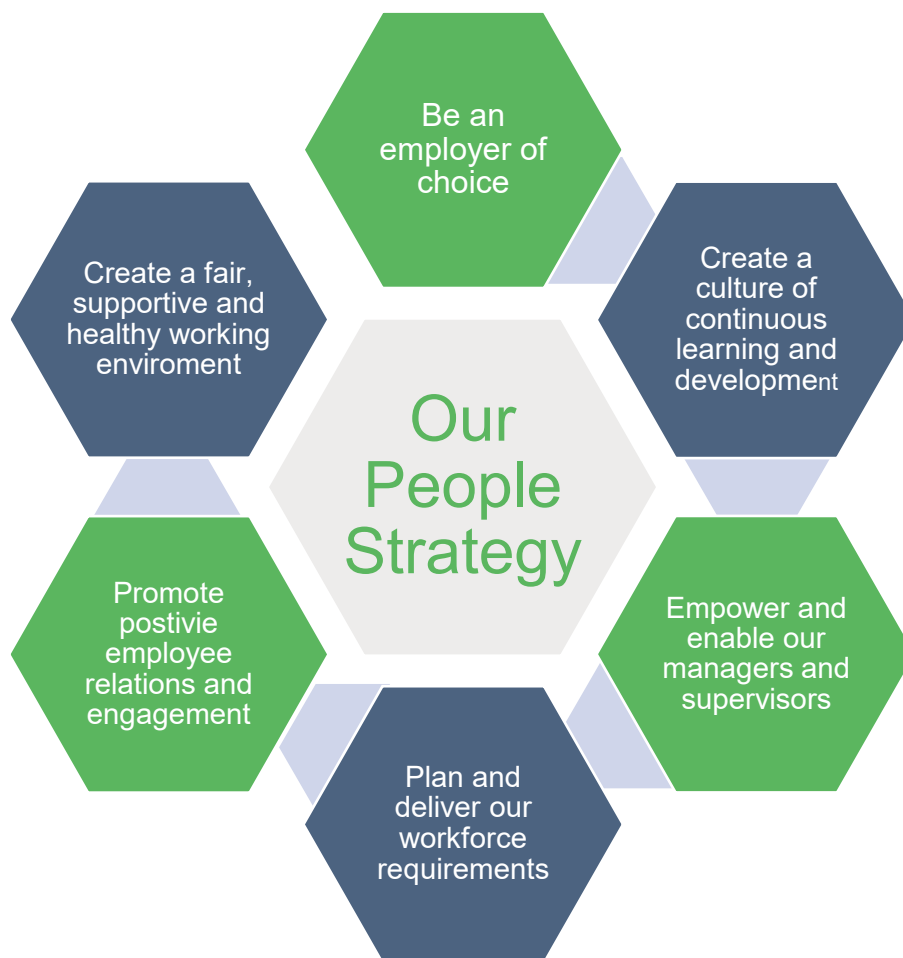 Be an
employer of
choice
Create a
culture of
continuous
learning and
development
Empower and
enable our
managers and
supervisors
Plan and
deliver our
workforce
requirements
Promote
postivie
employee
relations and
engagement
Create a fair,
supportive and
healthy working
enviroment
Our
People
Strategy